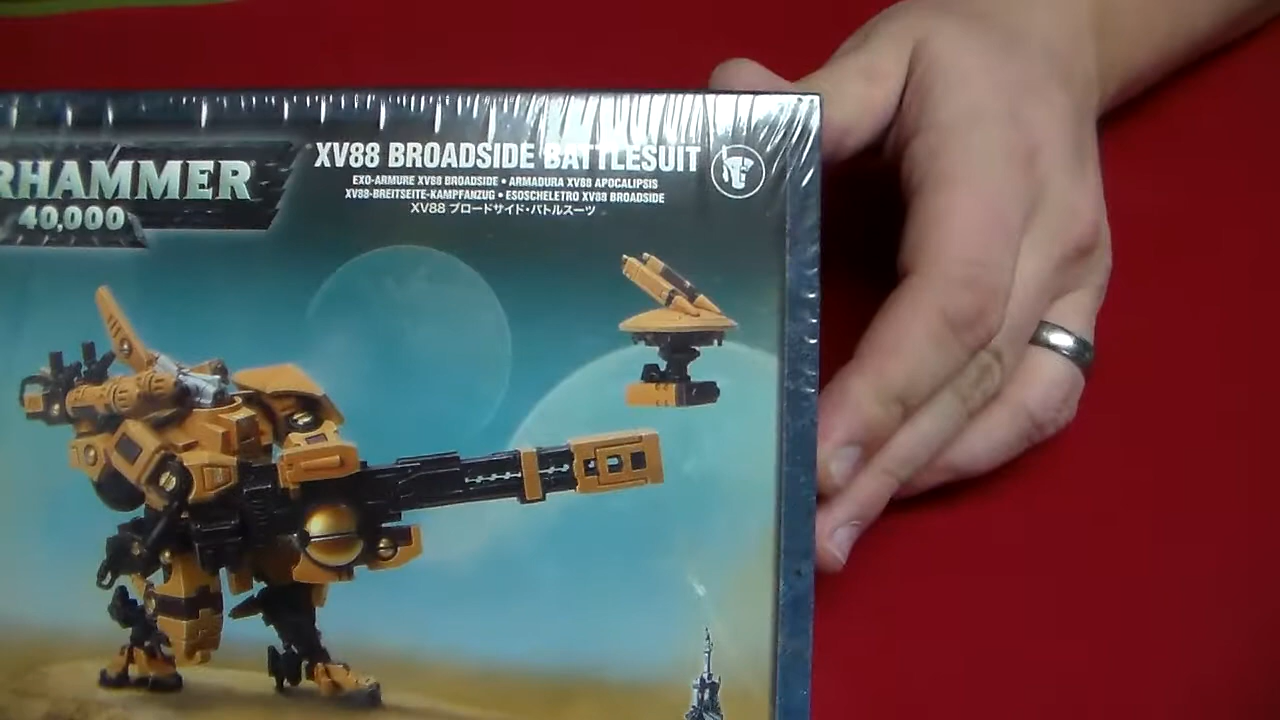 RHAMMER
40,000
XV88 BROADSIDE BATTLESUIT
EXO-ARMURE XV88 BROADSIDE • ARMADURA XV88 APOCALIPSIS
XV88-BREITSEITE-KAMPFANZUG • ESOSCHELETRO XV88 BROADSIDE
XV88 ブロードサイド・バトルスーツ